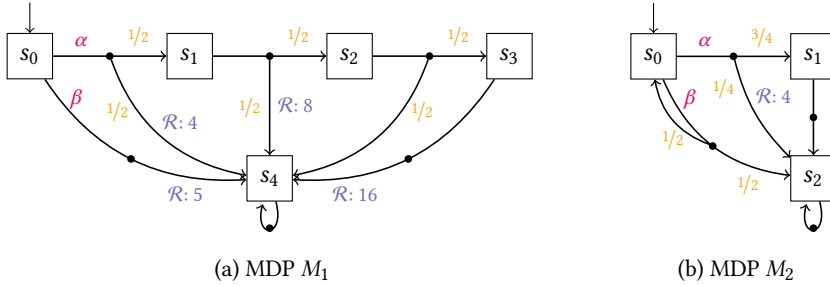 s₀ α 1/2 s₁ 1/2 s₂ 1/2 s₃
β 1/2 R: 4 1/2 R: 8 1/2
R: 5 s₄ R: 16
(a) MDP M₁
s₀ α 3/4 s₁
β 1/4 R: 4
1/2 1/2 s₂
(b) MDP M₂